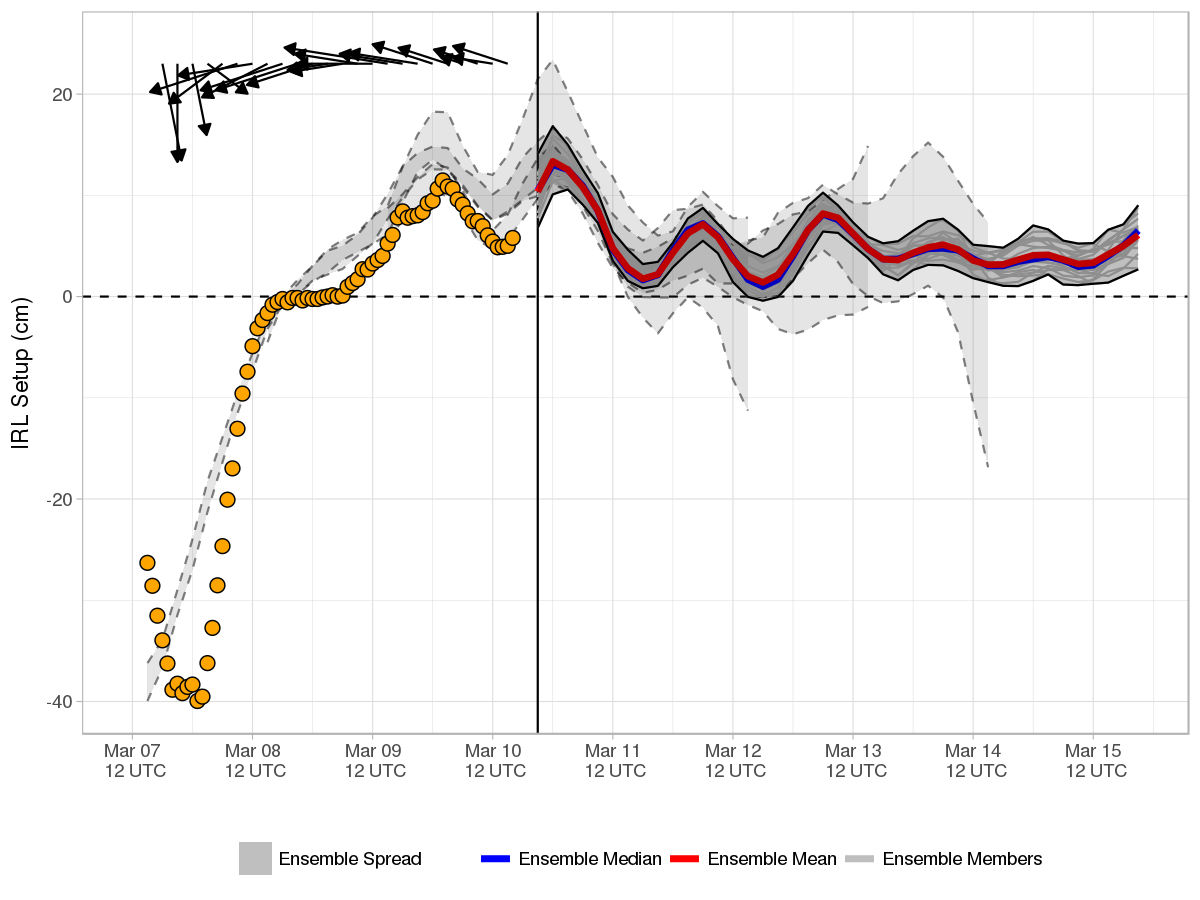 IRL Setup (cm)
20
0
-20
-40
Mar 07 Mar 08 Mar 09 Mar 10 Mar 11 Mar 12 Mar 13 Mar 14 Mar 15
12 UTC 12 UTC 12 UTC 12 UTC 12 UTC 12 UTC 12 UTC 12 UTC 12 UTC
Ensemble Spread Ensemble Median Ensemble Mean Ensemble Members